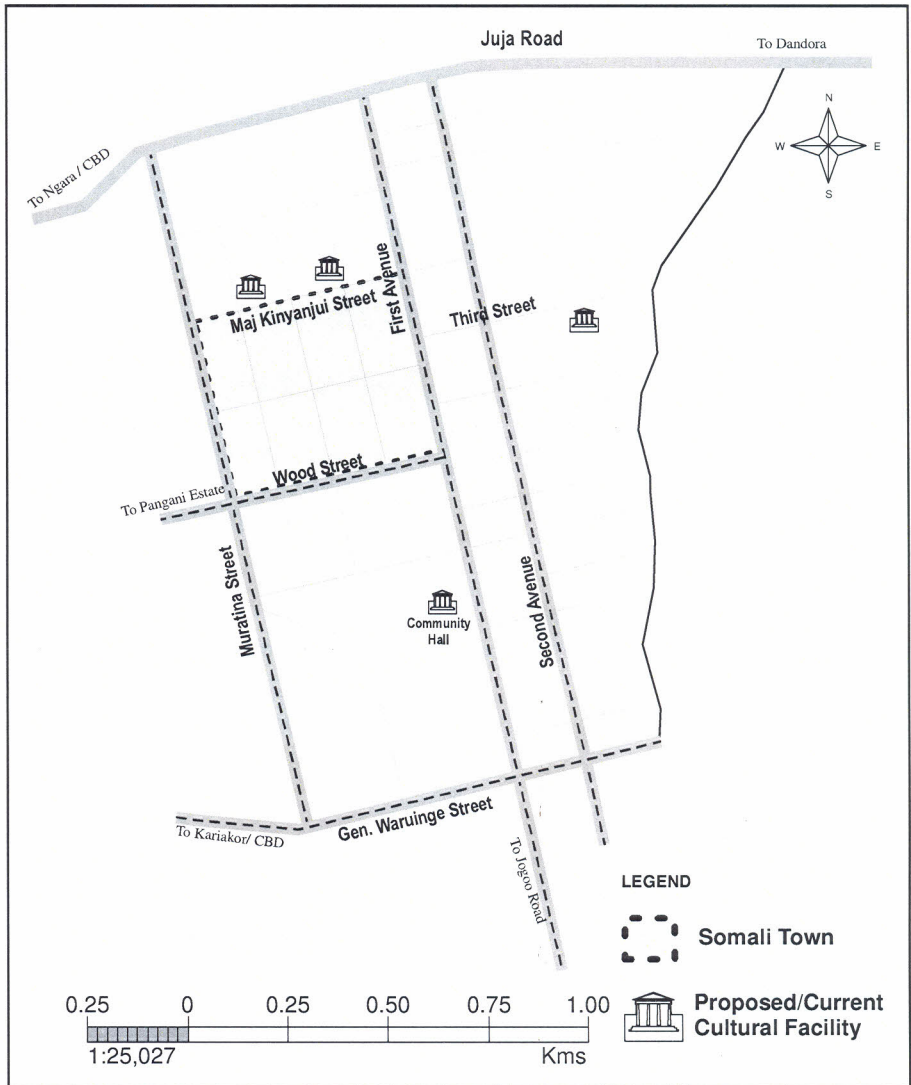 Juja Road
To Dandora
N
W
E
S
To Ngara / CBD
First Avenue
Maj Kinyanjui Street
Third Street
Wood Street
To Pangani Estate
Muratina Street
Second Avenue
Community
Hall
Gen. Waruinge Street
To Kariakor/ CBD
To Jogoo Road
LEGEND
Somali Town
Proposed/Current
Cultural Facility
0.25 0 0.25 0.50 0.75 1.00
1:25,027
Kms